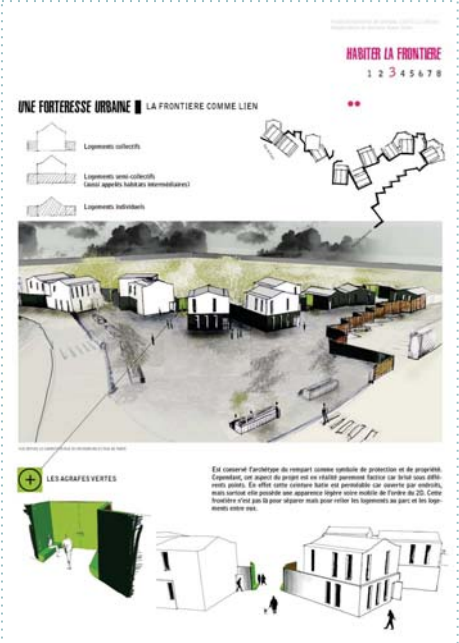 HABITER LA FRONTIERE
1 2 3 4 5 6 7 8
UNE FORTERESSE URBAINE LA FRONTIERE COMME LIEN
Logements collectifs
Logements semi-collectifs
(aussi appelés habitats intermédiaires)
Logements individuels
LES AGRAFES VERTES
Est conservé l'archétype du rempart comme symbole de protection et de propriété.
Cependant, cet aspect du projet est en réalité purement factice car brisé sous diffé-
rents points. En effet cette ceinture batie est perméable car ouverte par endroits,
mais surtout elle possède une apparence légère voire mobile de l'ordre du 2D. Cette
frontière n'est pas là pour séparer mais pour relier les logements au parc et les loge-
ments entre eux.